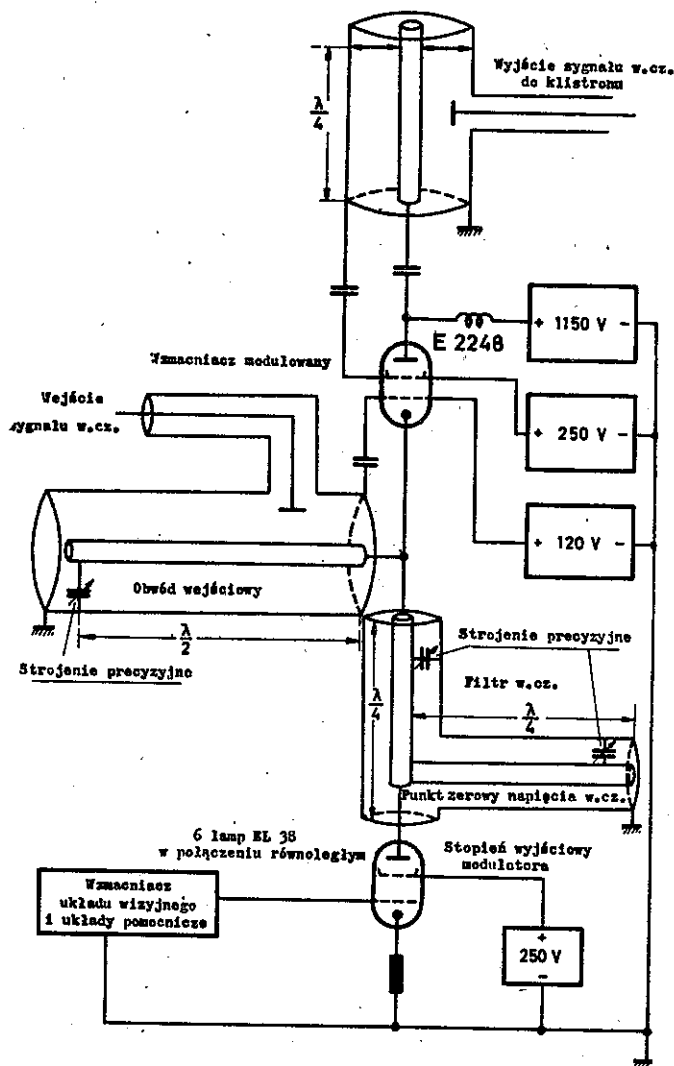 Wyjście sygnału w.cz.
do klistronu
λ
4
+ 1150 V -
E 2248
Wzmacniacz modulowany
Wejście
sygnału w.cz.
+ 250 V -
+ 120 V -
Obwód wejściowy
λ
2
Strojenie precyzyjne
Strojenie precyzyjne
Filtr w.cz.
λ
4
λ
4
Punkt zerowy napięcia w.cz.
6 lamp EL 38
w połączeniu równoległym
Stopień wyjściowy
modulatora
Wzmacniacz
układu wizyjnego
i układy pomocnicze
+
250 V
-